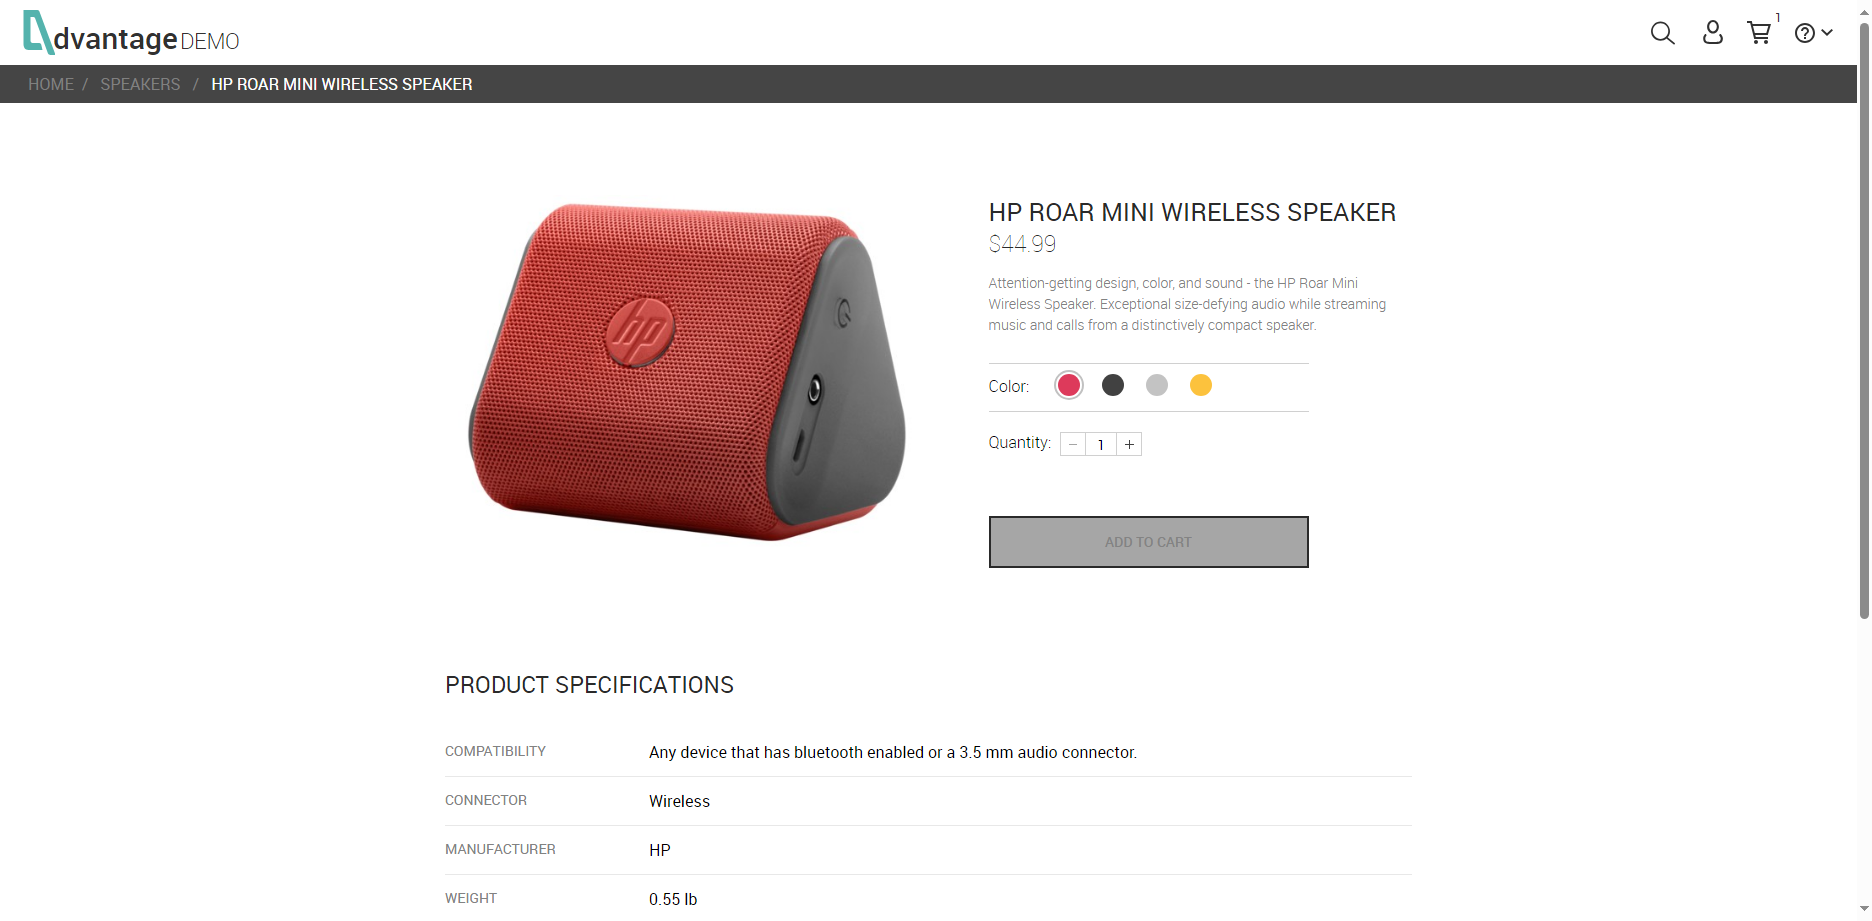 dvantage DEMO
1
HOME / SPEAKERS / HP ROAR MINI WIRELESS SPEAKER
hp
HP ROAR MINI WIRELESS SPEAKER
$44.99
Attention-getting design, color, and sound - the HP Roar Mini
Wireless Speaker. Exceptional size-defying audio while streaming
music and calls from a distinctively compact speaker.
Color:
Quantity: − 1 +
ADD TO CART
PRODUCT SPECIFICATIONS
COMPATIBILITY Any device that has bluetooth enabled or a 3.5 mm audio connector.
CONNECTOR Wireless
MANUFACTURER HP
WEIGHT 0.55 lb